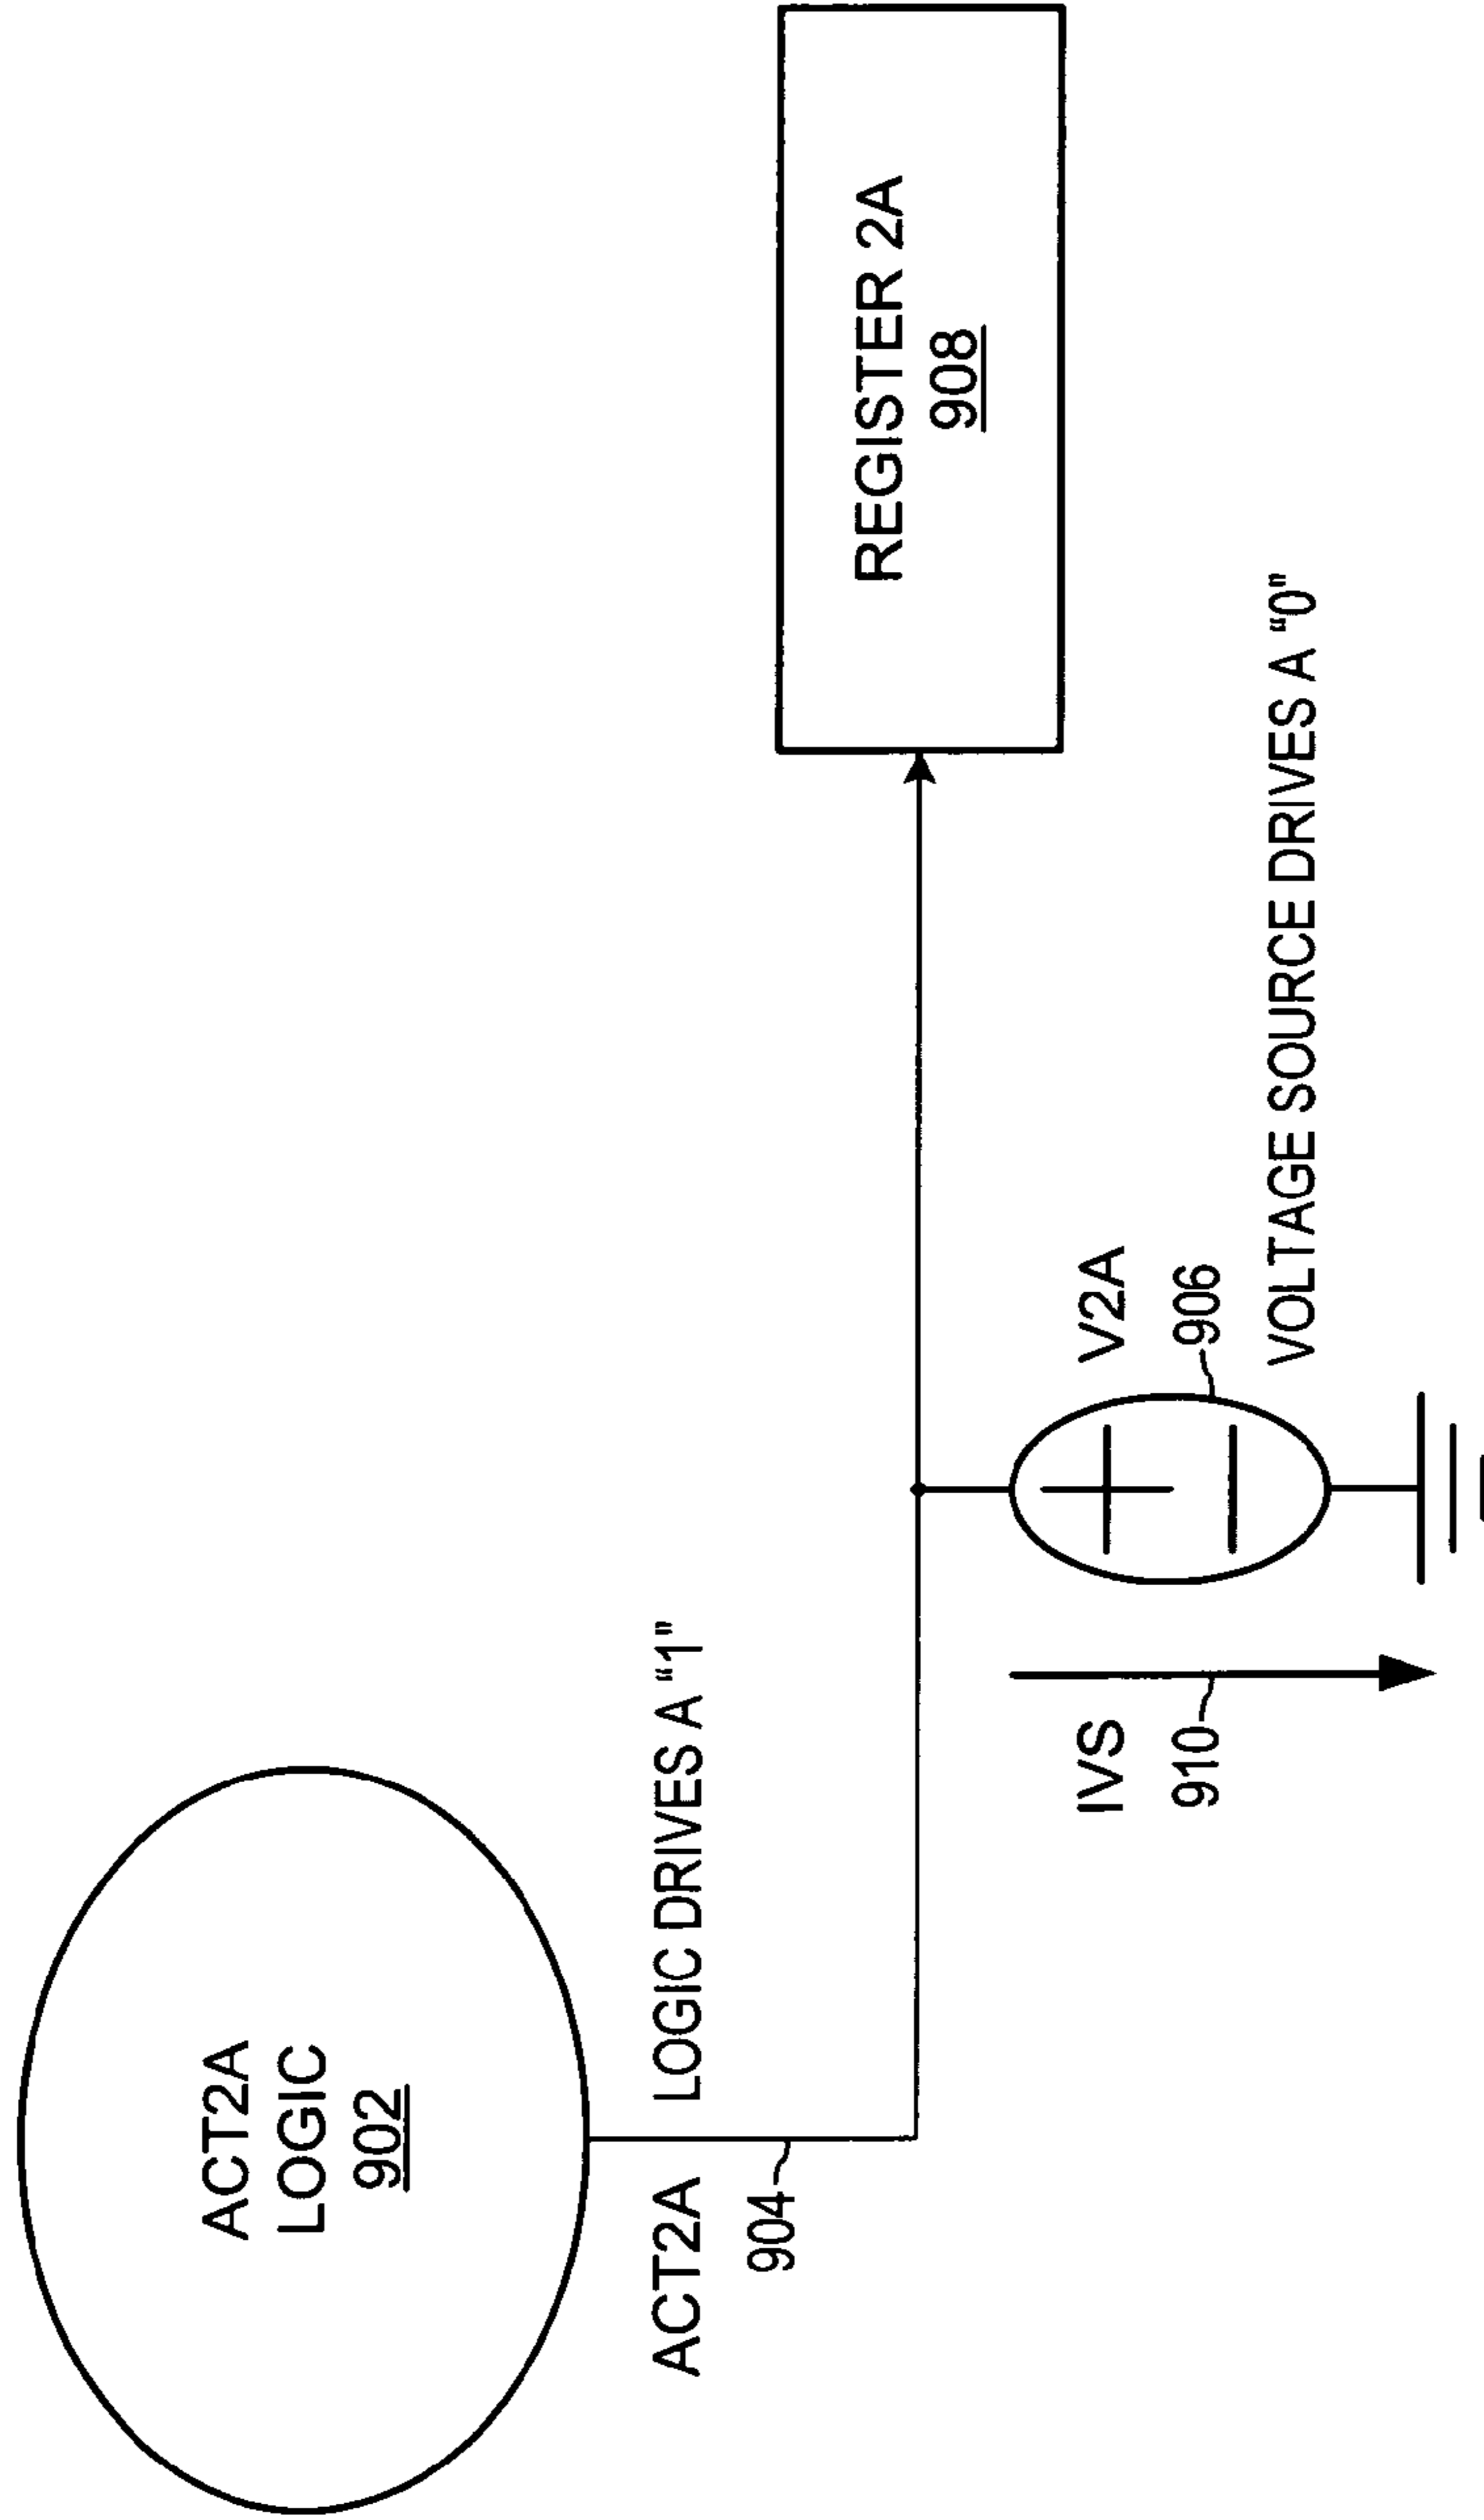 ACT2A
LOGIC
902
ACT2A
904
LOGIC DRIVES A “1”
REGISTER 2A
908
IVS
910
V2A
906
VOLTAGE SOURCE DRIVES A “0”